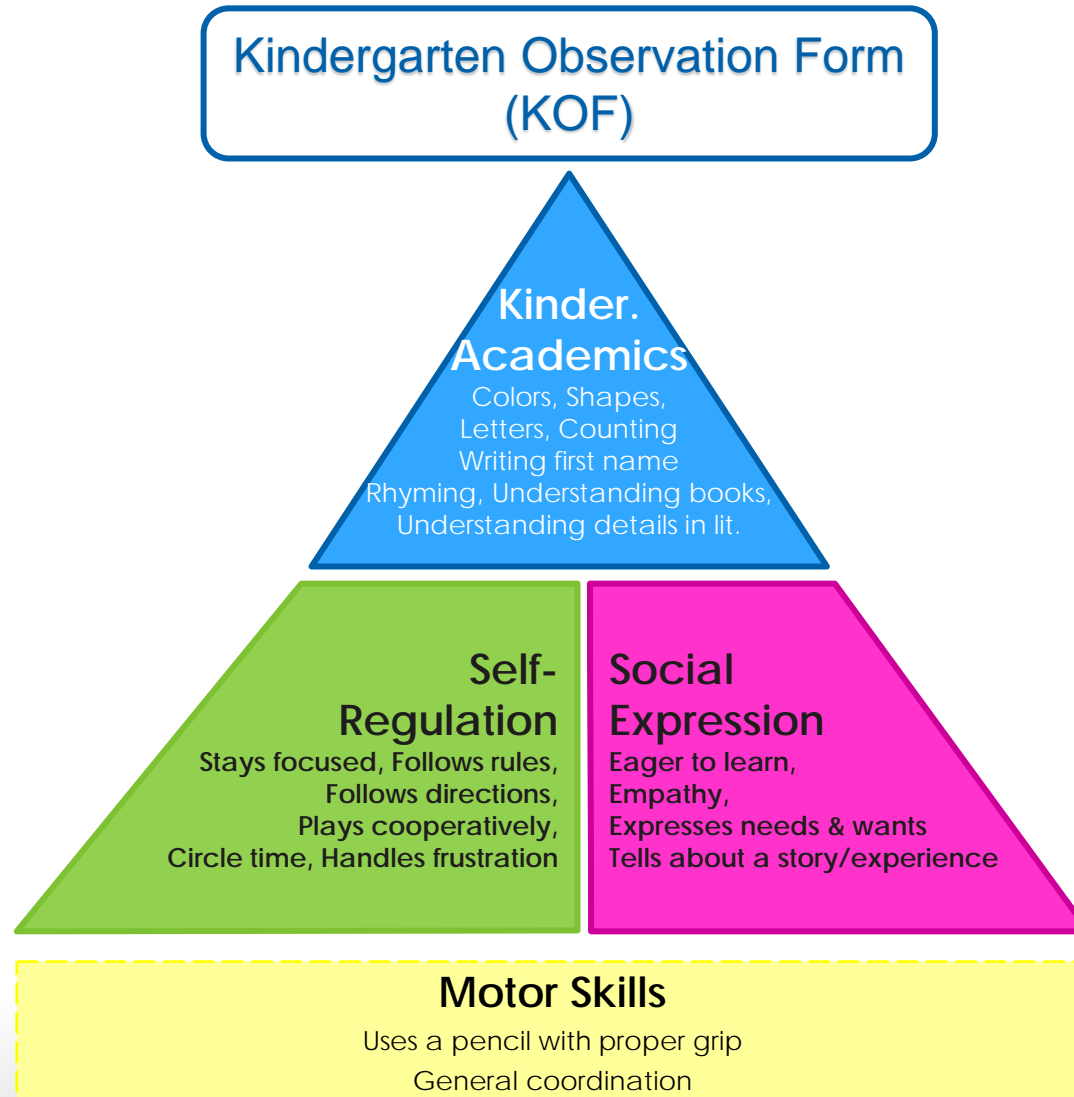 Kindergarten Observation Form
(KOF)
Kinder.
Academics
Colors, Shapes,
Letters, Counting
Writing first name
Rhyming, Understanding books,
Understanding details in lit.
Self-
Regulation
Stays focused, Follows rules,
Follows directions,
Plays cooperatively,
Circle time, Handles frustration
Social
Expression
Eager to learn,
Empathy,
Expresses needs & wants
Tells about a story/experience
Motor Skills
Uses a pencil with proper grip
General coordination